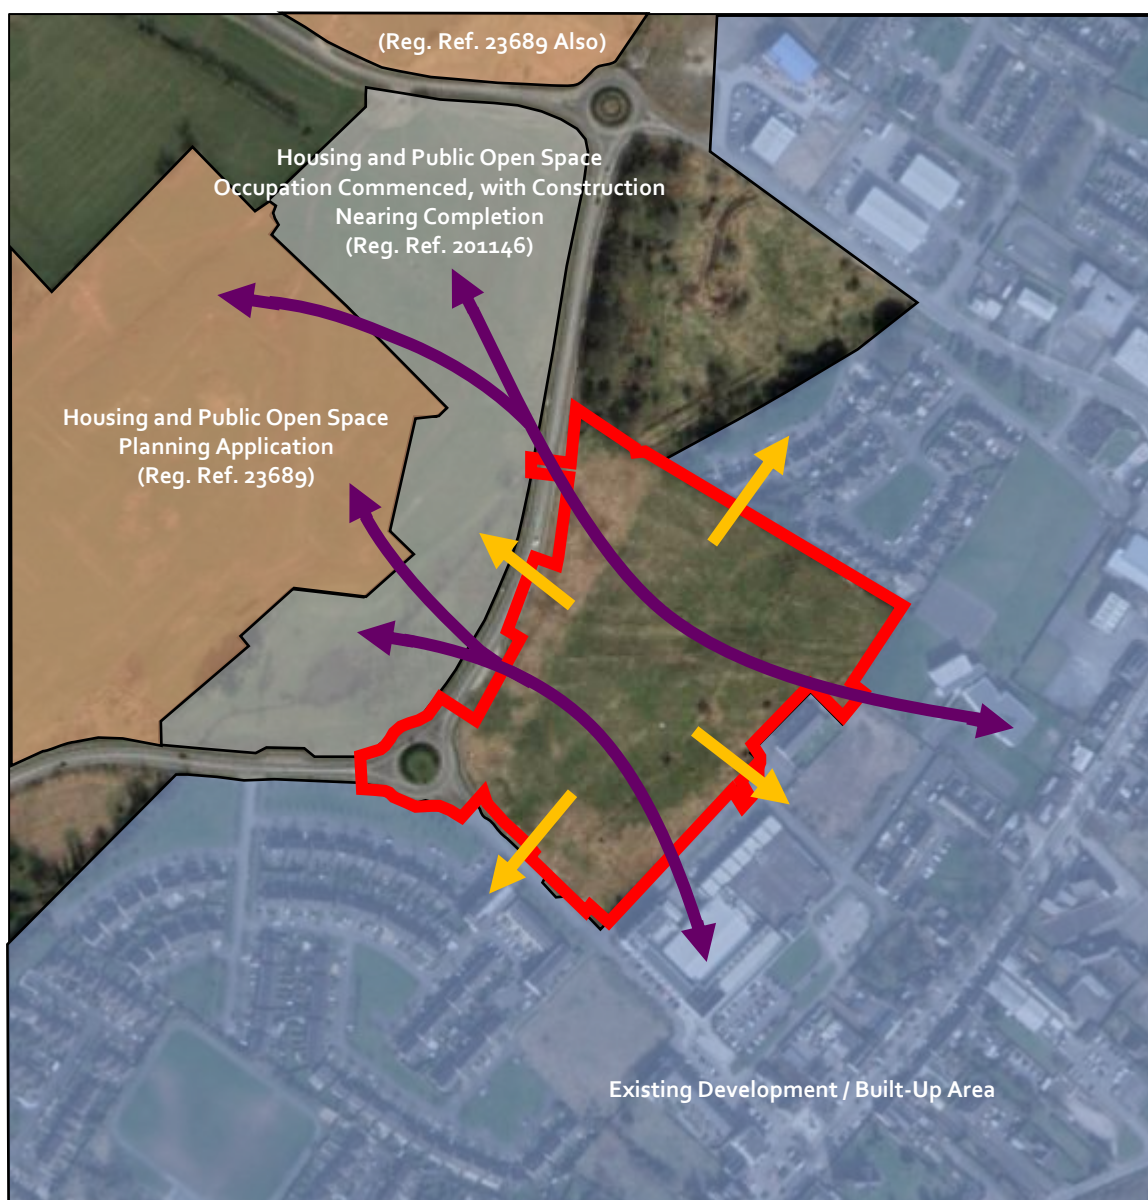 (Reg. Ref. 23689 Also)
Housing and Public Open Space
Occupation Commenced, with Construction
Nearing Completion
(Reg. Ref. 201146)
Housing and Public Open Space
Planning Application
(Reg. Ref. 23689)
Existing Development / Built-Up Area